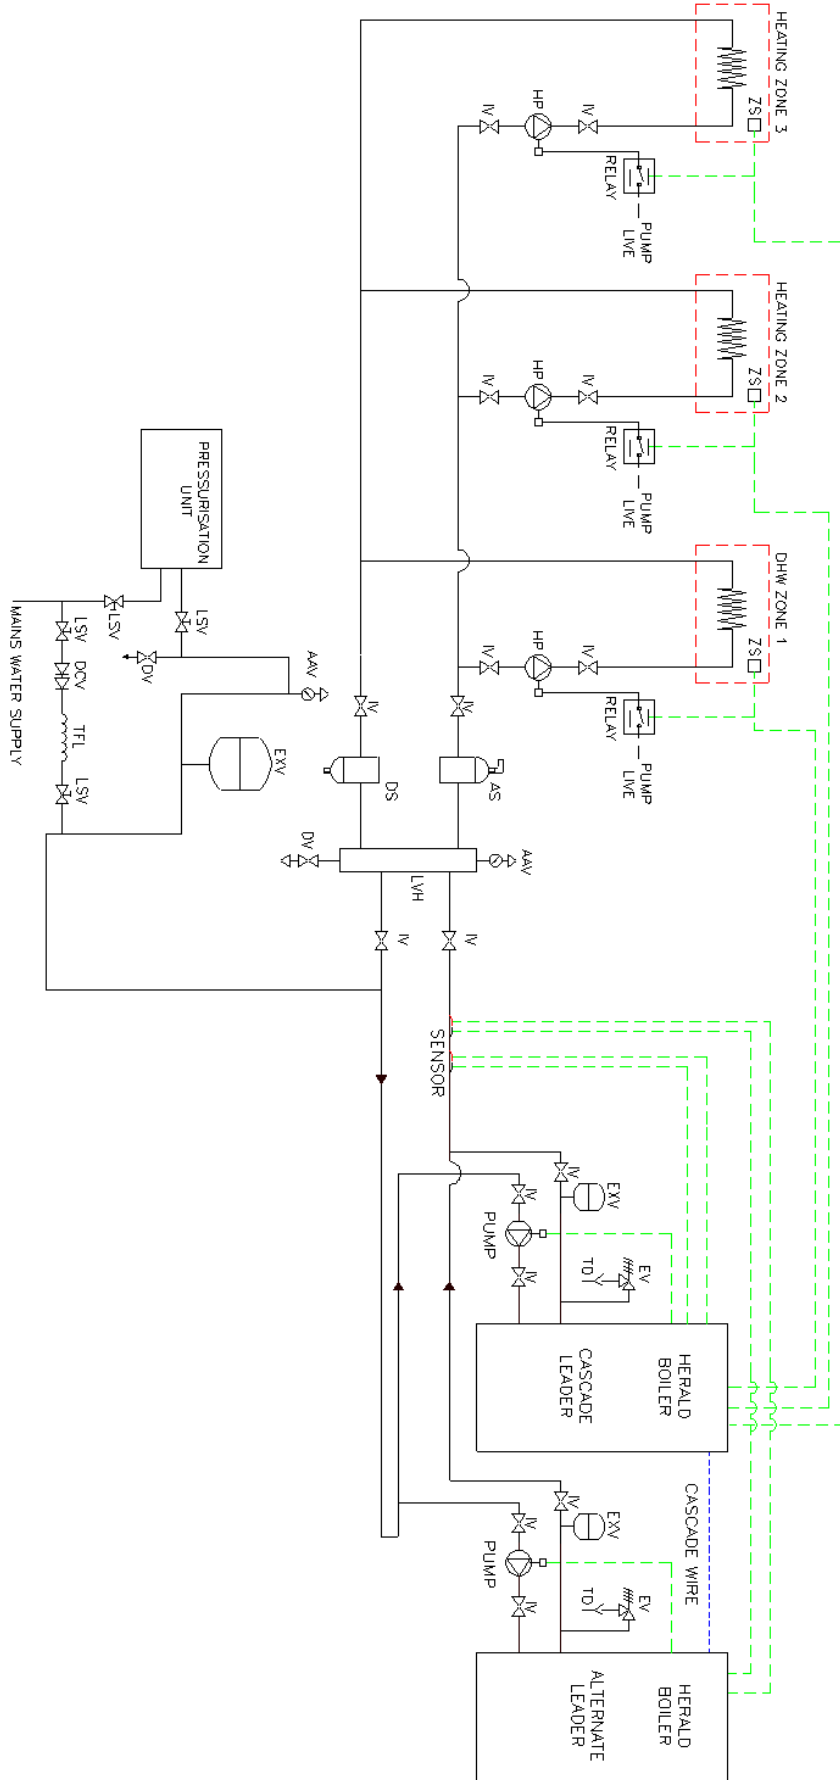 HEATING ZONE 3
ZS
IV
HP
IV
RELAY
PUMP
LIVE
HEATING ZONE 2
ZS
IV
HP
IV
RELAY
PUMP
LIVE
DHW ZONE 1
ZS
IV
HP
IV
RELAY
PUMP
LIVE
PRESSURISATION
UNIT
LSV
LSV
DV
AAV
LSV
DCV
TFL
LSV
MAINS WATER SUPPLY
EXV
IV
IV
DS
AS
DV
LVH
AAV
IV
IV
SENSOR
IV
EXV
IV
PUMP
IV
TD
EV
CASCADE
LEADER
HERALD
BOILER
CASCADE WIRE
IV
EXV
IV
PUMP
IV
TD
EV
ALTERNATE
LEADER
HERALD
BOILER